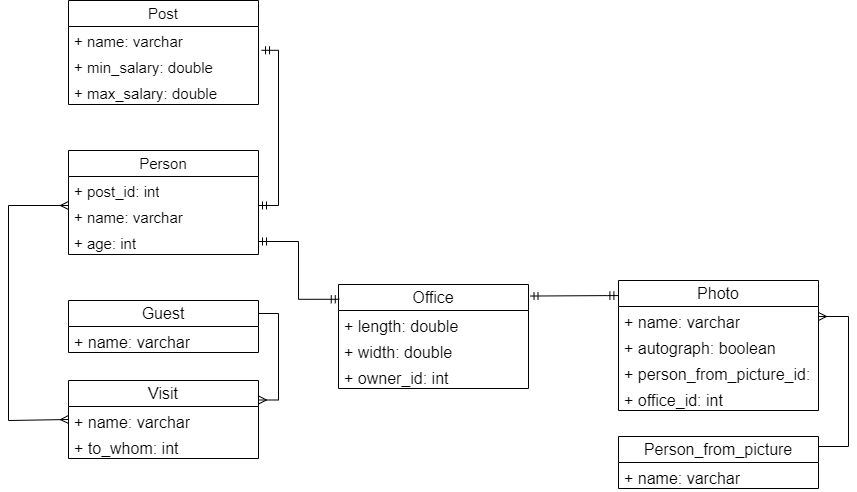 Post
+ name: varchar
+ min_salary: double
+ max_salary: double
Person
+ post_id: int
+ name: varchar
+ age: int
Guest
+ name: varchar
Visit
+ name: varchar
+ to_whom: int
Office
+ length: double
+ width: double
+ owner_id: int
Photo
+ name: varchar
+ autograph: boolean
+ person_from_picture_id:
+ office_id: int
Person_from_picture
+ name: varchar